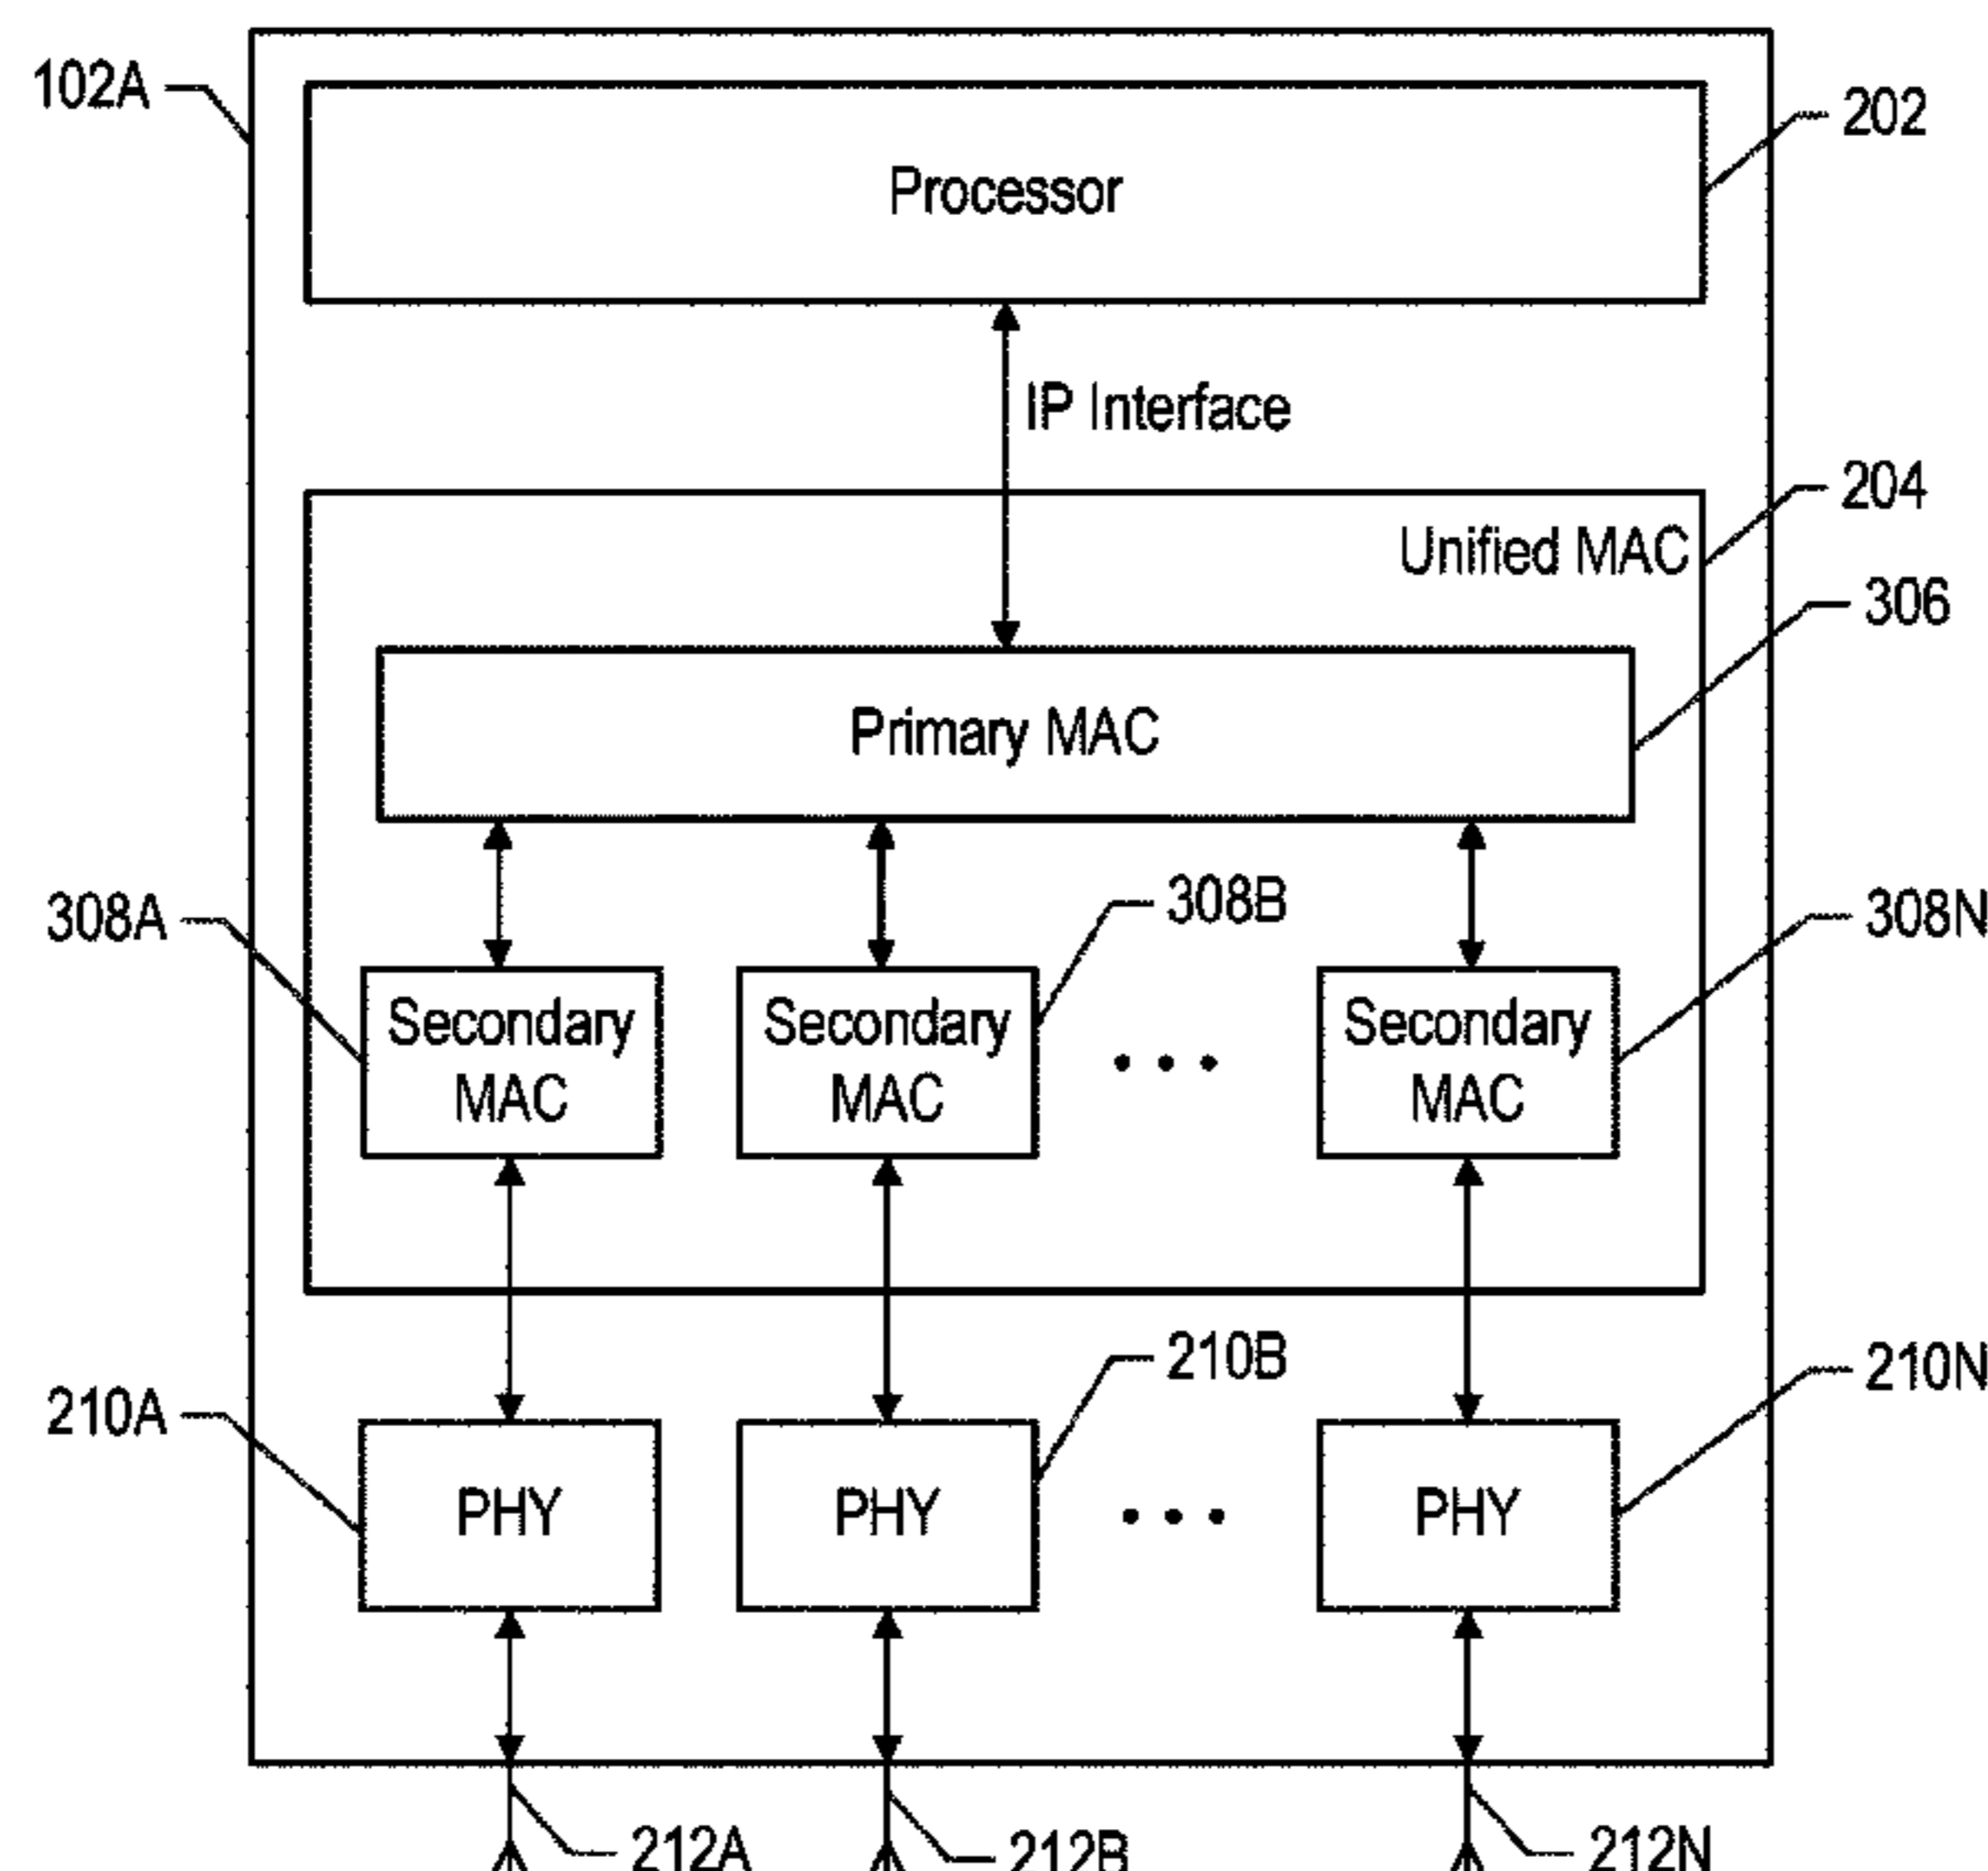 102A
202
Processor
IP Interface
204
Unified MAC
306
Primary MAC
308A
308B
308N
Secondary MAC
Secondary MAC
Secondary MAC
210A
210B
210N
PHY
PHY
PHY
212A
212B
212N